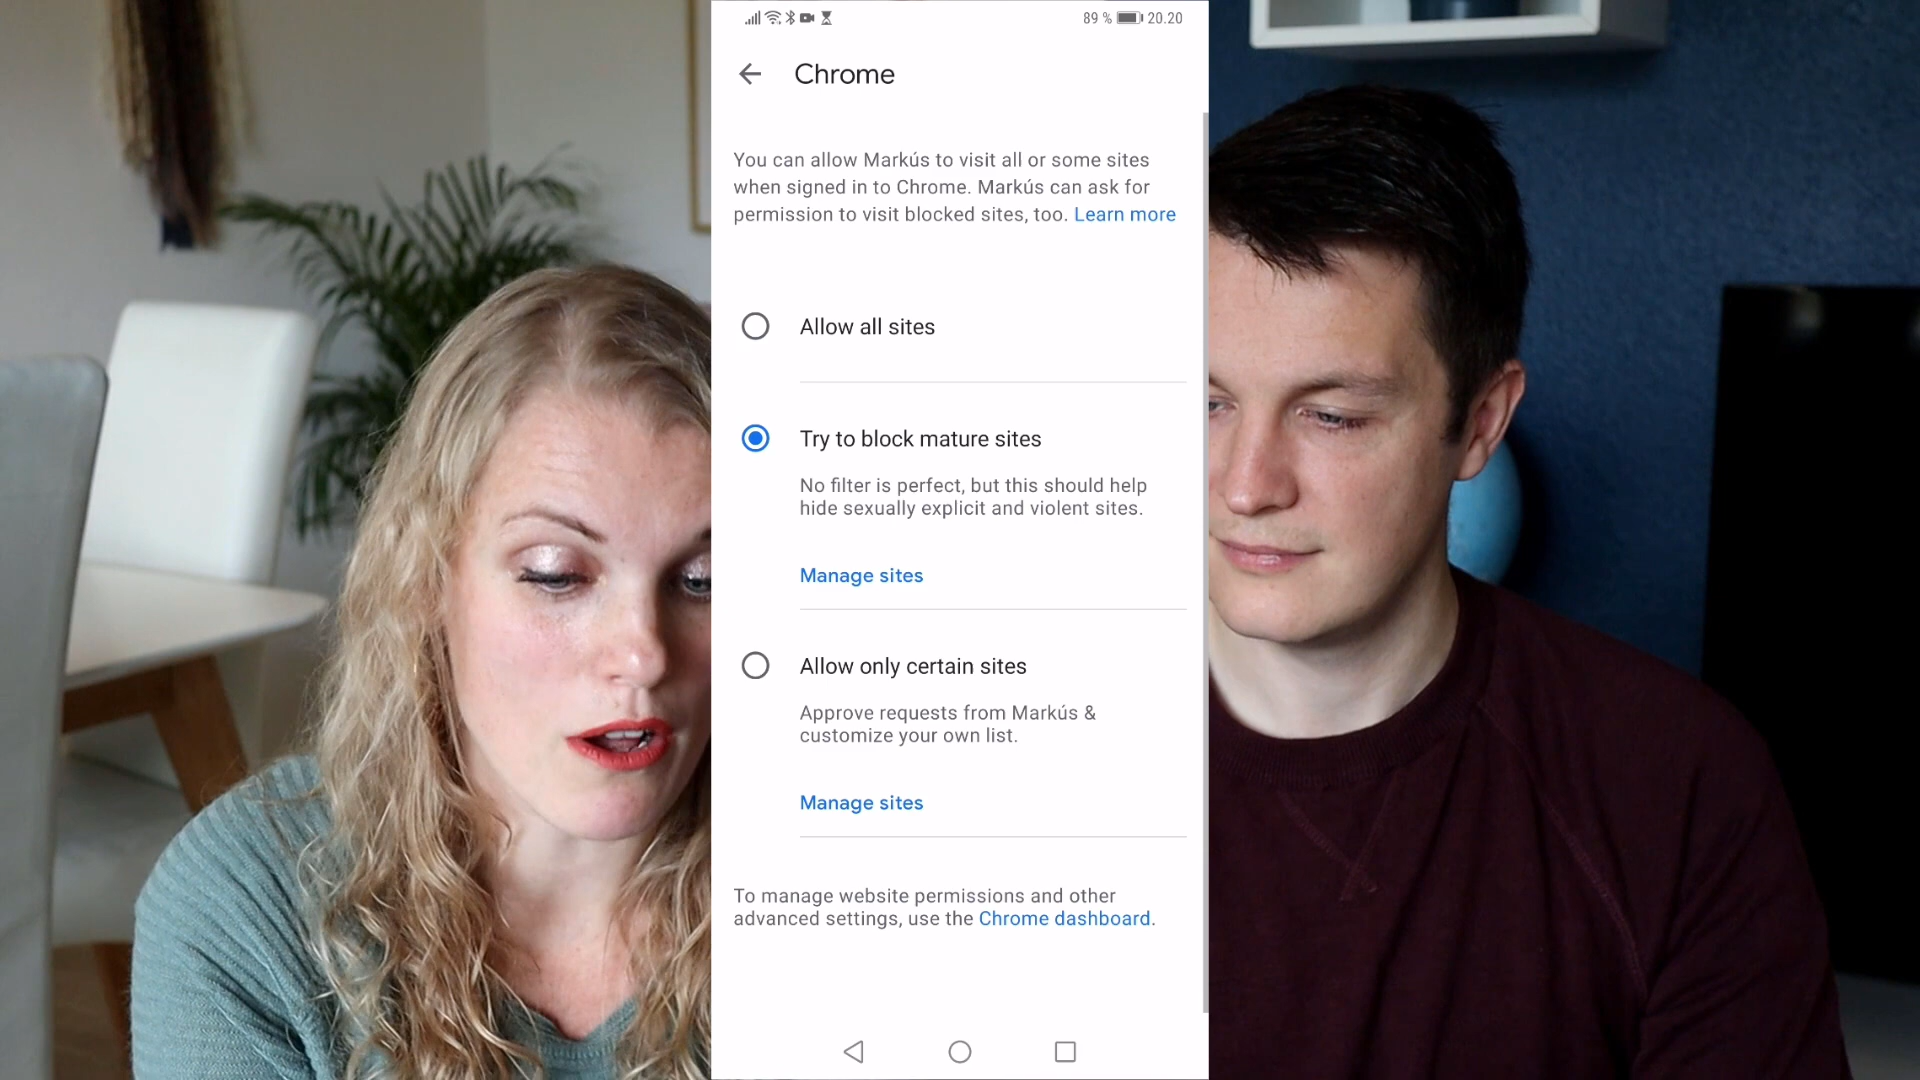 89 % 20.20
Chrome
You can allow Markús to visit all or some sites
when signed in to Chrome. Markús can ask for
permission to visit blocked sites, too. Learn more
Allow all sites
Try to block mature sites
No filter is perfect, but this should help
hide sexually explicit and violent sites.
Manage sites
Allow only certain sites
Approve requests from Markús &
customize your own list.
Manage sites
To manage website permissions and other
advanced settings, use the Chrome dashboard.